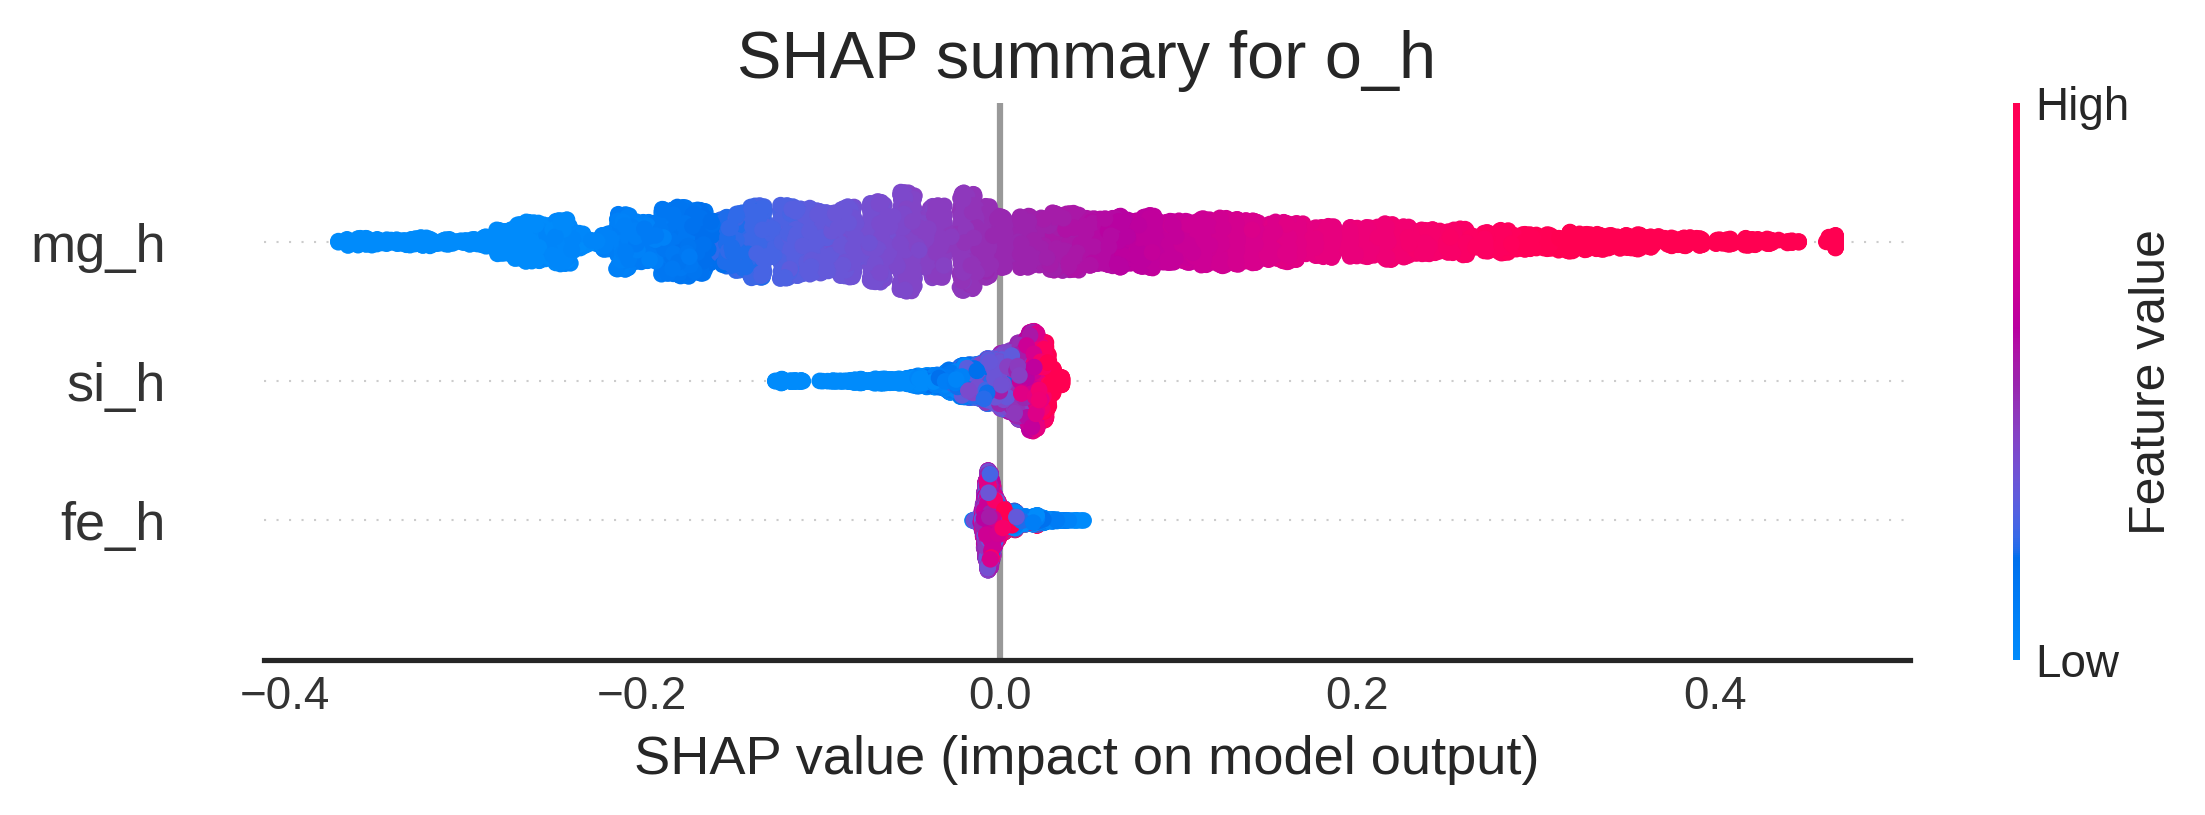 SHAP summary for o_h
High
mg_h
si_h
fe_h
Feature value
Low
−0.4
−0.2
0.0
0.2
0.4
SHAP value (impact on model output)